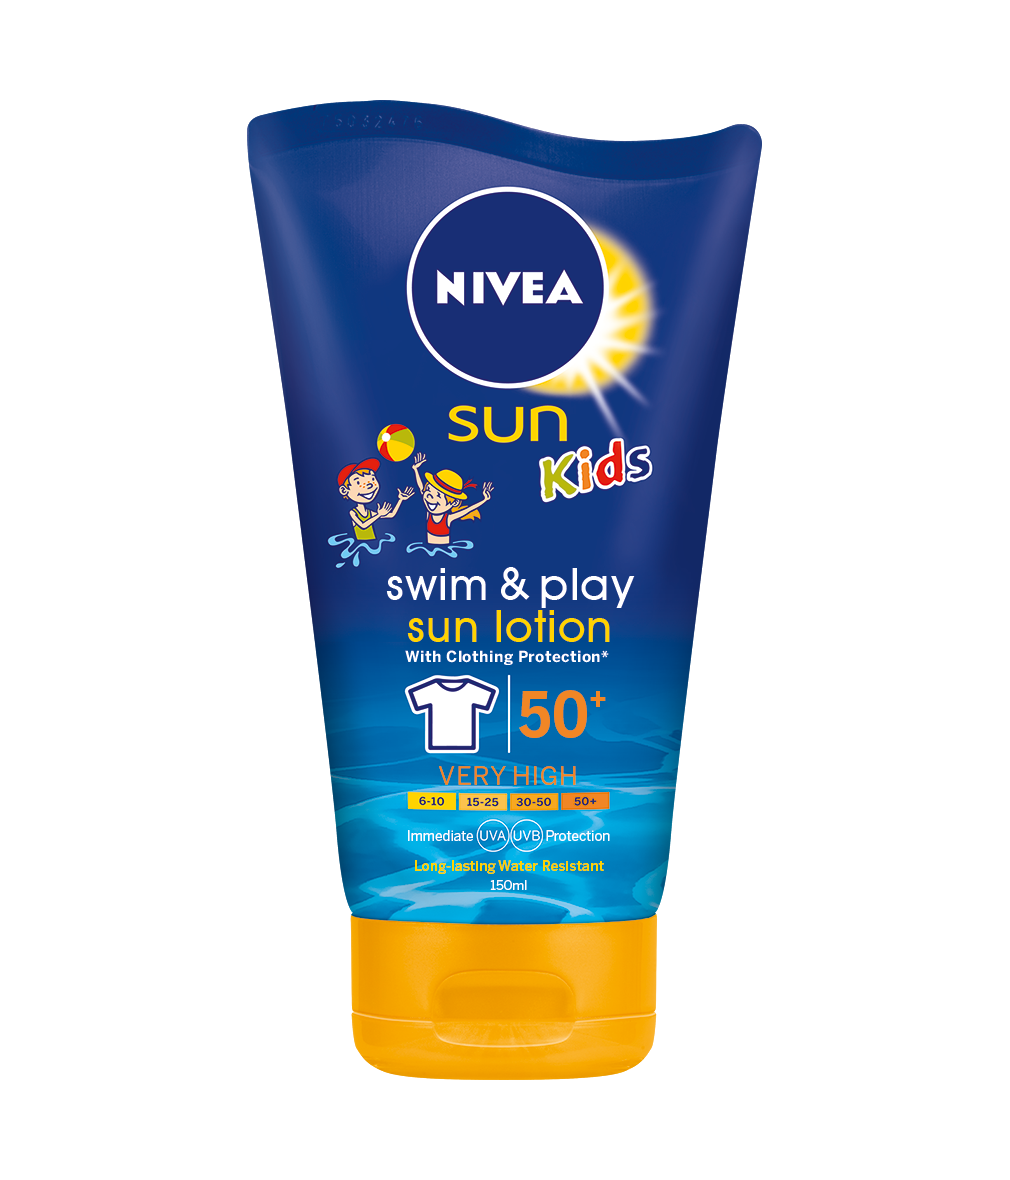 NIVEA
sun
Kids
swim & play
sun lotion
With Clothing Protection*
50+
VERY HIGH
6-10 15-25 30-50 50+
Immediate UVA UVB Protection
Long-lasting Water Resistant
150ml